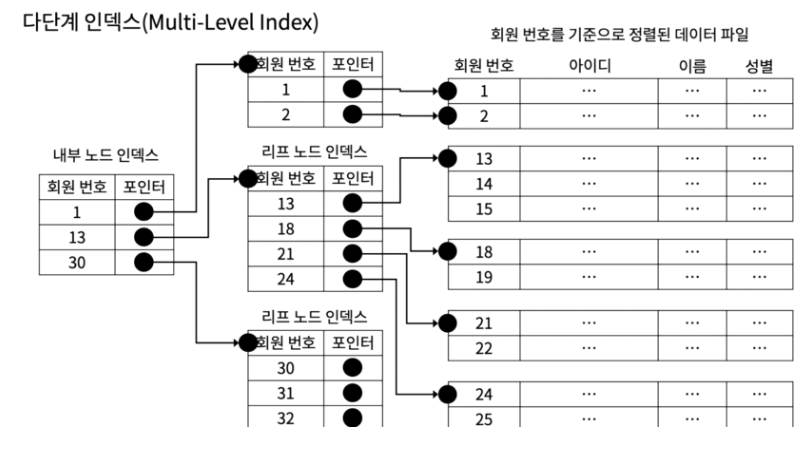 다단계 인덱스(Multi-Level Index)
회원 번호를 기준으로 정렬된 데이터 파일
내부 노드 인덱스
회원 번호 포인터
1
13
30
회원 번호 포인터
1
2
리프 노드 인덱스
회원 번호 포인터
13
18
21
24
리프 노드 인덱스
회원 번호 포인터
30
31
32
회원 번호 아이디 이름 성별
1 … … …
2 … … …
13 … … …
14 … … …
15 … … …
18 … … …
19 … … …
21 … … …
22 … … …
24 … … …
25 … … …